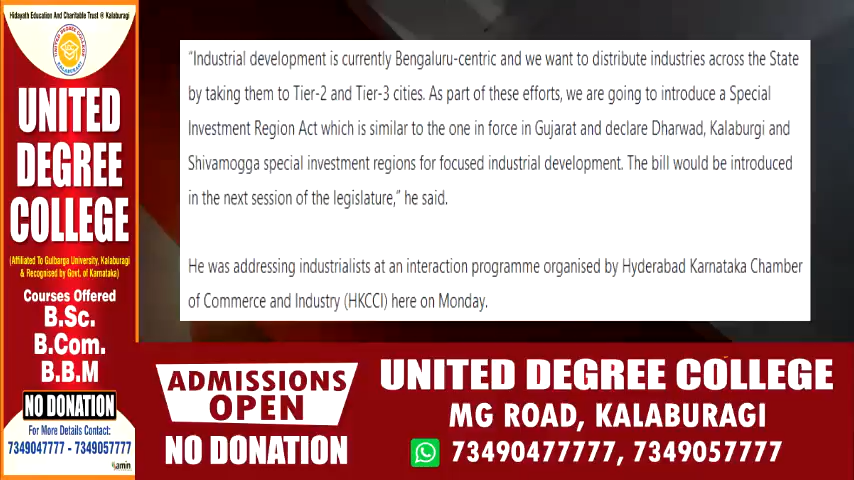 Hidayath Education And Charitable Trust @ Kalaburagi
UNITED DEGREE COLLEGE
KALABURAGI
UNITED
DEGREE
COLLEGE
(Affiliated To Gulbarga University, Kalaburagi
& Recognised by Govt. of Karnataka)
Courses Offered
B.Sc.
B.Com.
B.B.M
NO DONATION
For More Details Contact:
7349047777 - 7349057777
amin
“Industrial development is currently Bengaluru-centric and we want to distribute industries across the State
by taking them to Tier-2 and Tier-3 cities. As part of these efforts, we are going to introduce a Special
Investment Region Act which is similar to the one in force in Gujarat and declare Dharwad, Kalaburgi and
Shivamogga special investment regions for focused industrial development. The bill would be introduced
in the next session of the legislature,” he said.
He was addressing industrialists at an interaction programme organised by Hyderabad Karnataka Chamber
of Commerce and Industry (HKCCI) here on Monday.
ADMISSIONS
OPEN
NO DONATION
UNITED DEGREE COLLEGE
MG ROAD, KALABURAGI
73490477777, 7349057777